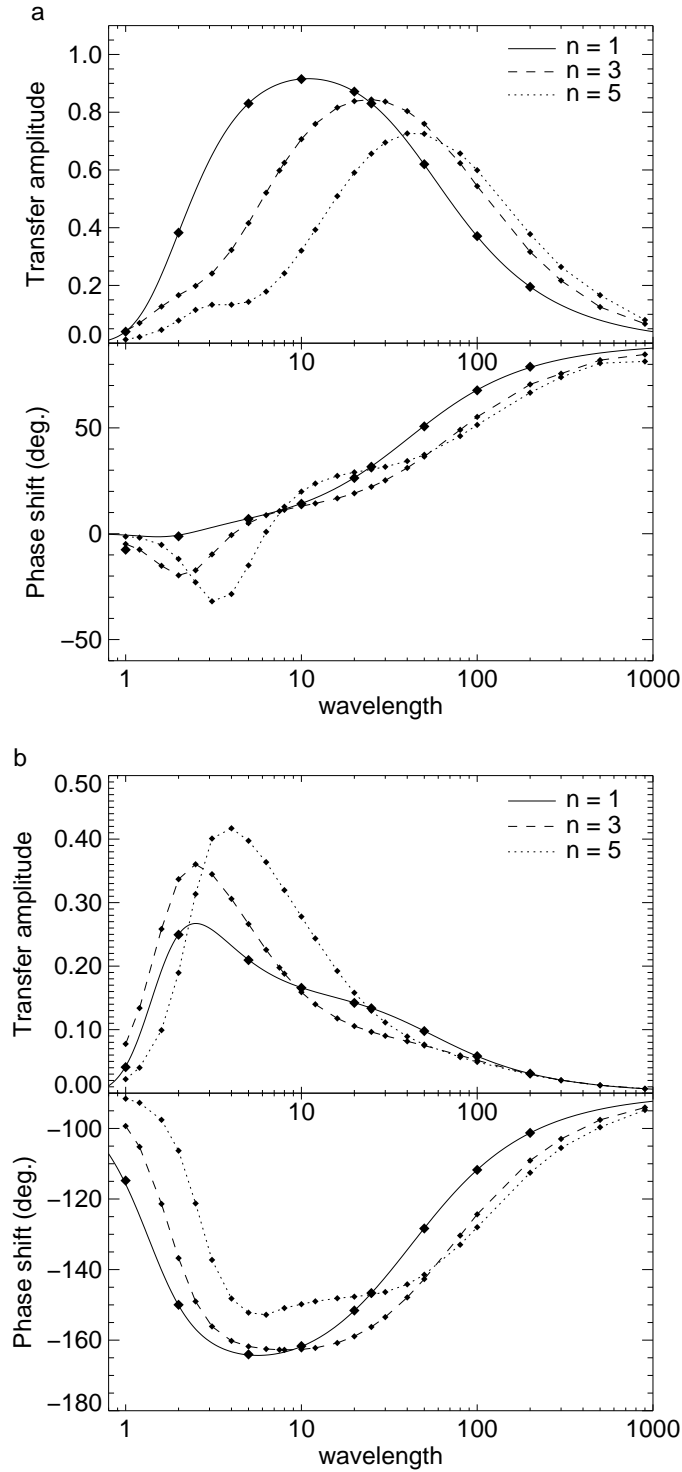 a
1.0
0.8
0.6
0.4
0.2
0.0
Transfer amplitude
n = 1
n = 3
n = 5
10
100
50
0
−50
Phase shift (deg.)
1
10
100
1000
wavelength
b
0.50
0.40
0.30
0.20
0.10
0.00
Transfer amplitude
n = 1
n = 3
n = 5
10
100
−100
−120
−140
−160
−180
Phase shift (deg.)
1
10
100
1000
wavelength